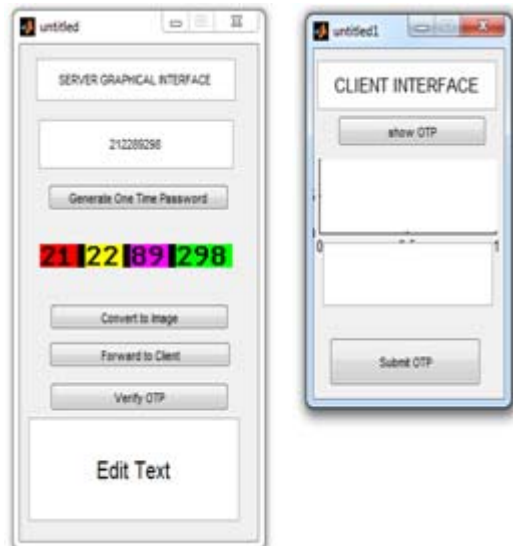 untitled
SERVER GRAPHICAL INTERFACE
212289298
Generate One Time Password
21 22 89 298
Convert to Image
Forward to Client
Verify OTP
Edit Text
untitled1
CLIENT INTERFACE
show OTP
0 1
Submit OTP